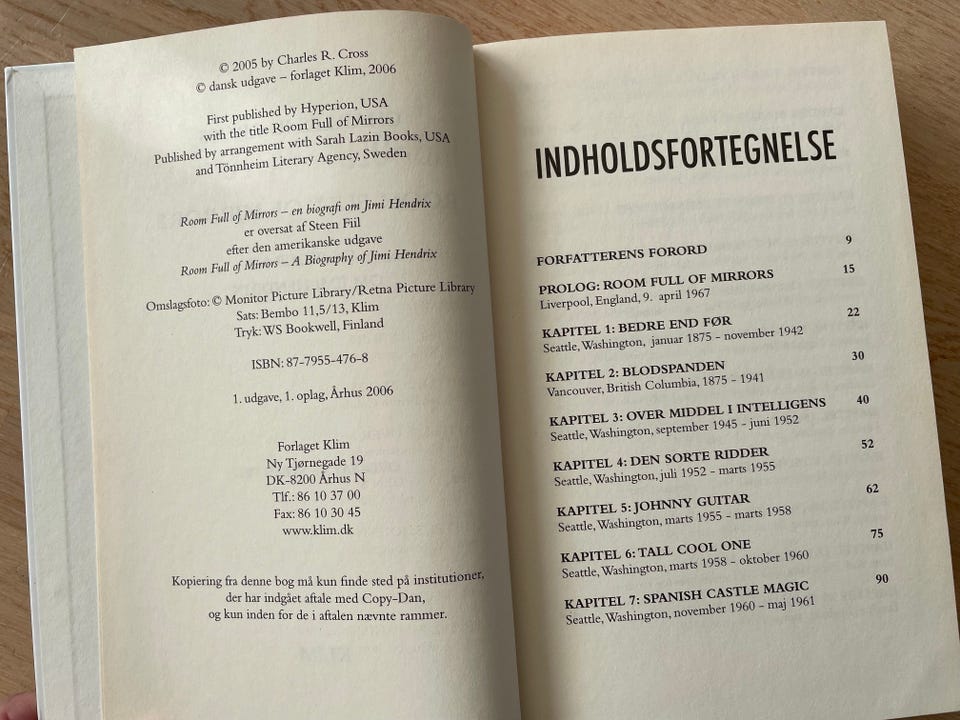 © 2005 by Charles R. Cross
© dansk udgave – forlaget Klim, 2006
First published by Hyperion, USA
with the title Room Full of Mirrors
Published by arrangement with Sarah Lazin Books, USA
and Tönnheim Literary Agency, Sweden
Room Full of Mirrors – en biografi om Jimi Hendrix
er oversat af Steen Fiil
efter den amerikanske udgave
Room Full of Mirrors – A Biography of Jimi Hendrix
Omslagsfoto: © Monitor Picture Library/Retna Picture Library
Sats: Bembo 11,5/13, Klim
Tryk: WS Bookwell, Finland
ISBN: 87-7955-476-8
1. udgave, 1. oplag, Århus 2006
Forlaget Klim
Ny Tjørnegade 19
DK-8200 Århus N
Tlf.: 86 10 37 00
Fax: 86 10 30 45
www.klim.dk
Kopiering fra denne bog må kun finde sted på institutioner,
der har indgået aftale med Copy-Dan,
og kun inden for de i aftalen nævnte rammer.
INDHOLDSFORTEGNELSE
FORFATTERENS FORORD 9
PROLOG: ROOM FULL OF MIRRORS 15
Liverpool, England, 9. april 1967
KAPITEL 1: BEDRE END FØR 22
Seattle, Washington, januar 1875 - november 1942
KAPITEL 2: BLODSPANDEN 30
Vancouver, British Columbia, 1875 - 1941
KAPITEL 3: OVER MIDDEL I INTELLIGENS 40
Seattle, Washington, september 1945 - juni 1952
KAPITEL 4: DEN SORTE RIDDER 52
Seattle, Washington, juli 1952 - marts 1955
KAPITEL 5: JOHNNY GUITAR 62
Seattle, Washington, marts 1955 - marts 1958
KAPITEL 6: TALL COOL ONE 75
Seattle, Washington, marts 1958 - oktober 1960
KAPITEL 7: SPANISH CASTLE MAGIC 90
Seattle, Washington, november 1960 - maj 1961